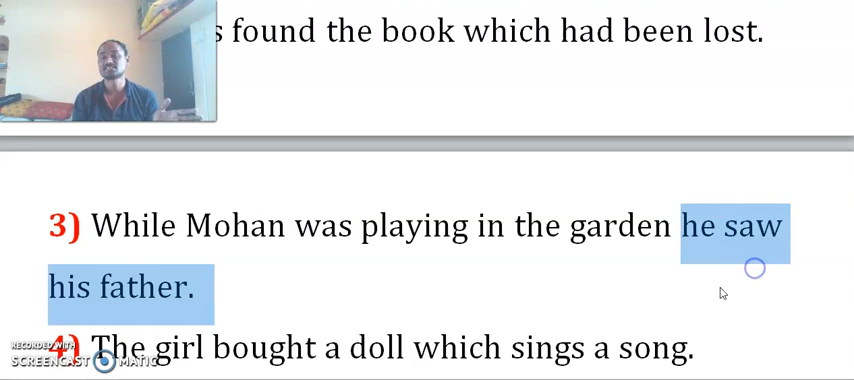 s found the book which had been lost.
3) While Mohan was playing in the garden he saw
his father.
4) The girl bought a doll which sings a song.
RECORDED WITH
SCREENCAST MATIC